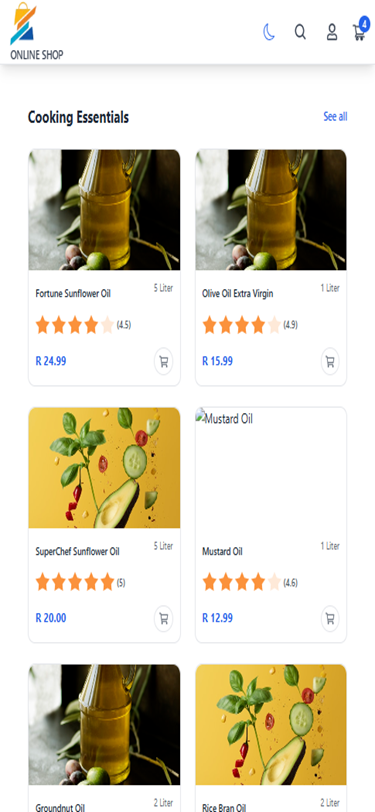 4
ONLINE SHOP
Cooking Essentials
See all
Fortune Sunflower Oil
5 Liter
(4.5)
R 24.99
Olive Oil Extra Virgin
1 Liter
(4.9)
R 15.99
Mustard Oil
SuperChef Sunflower Oil
5 Liter
(5)
R 20.00
Mustard Oil
1 Liter
(4.6)
R 12.99
Groundnut Oil
2 Liter
Rice Bran Oil
2 Liter